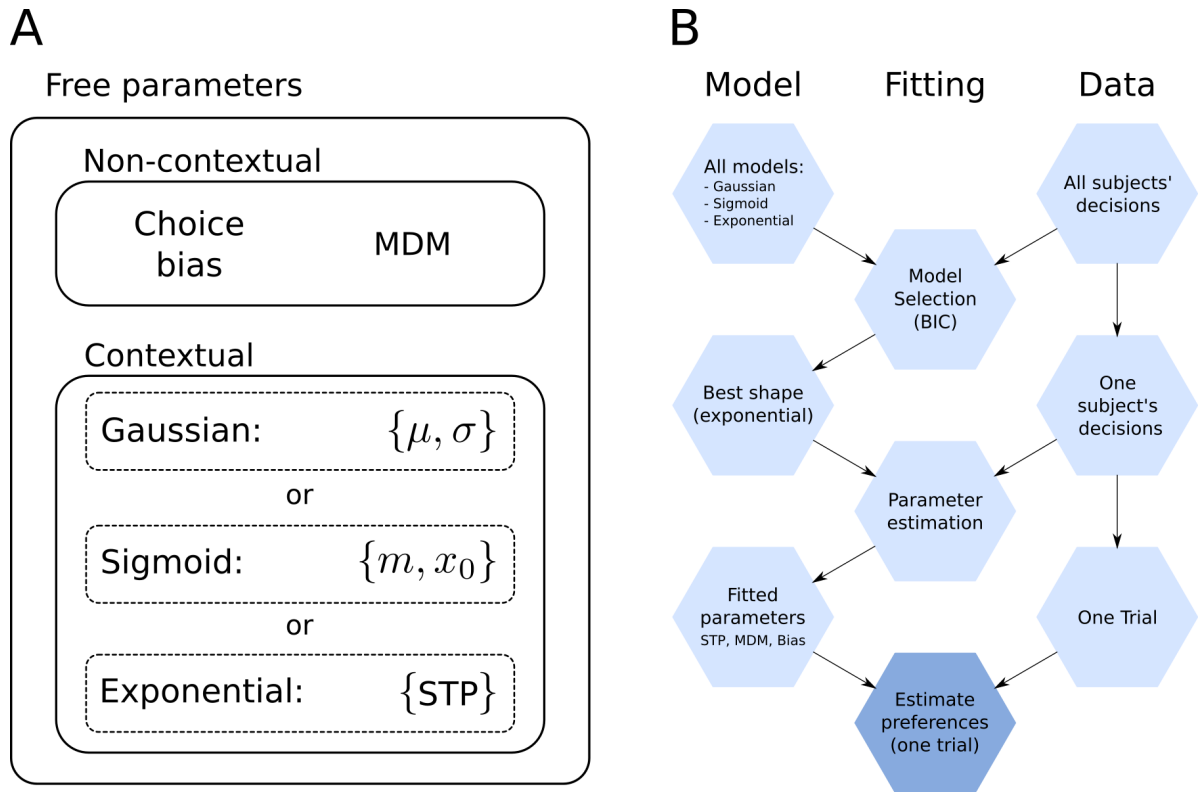 A
Free parameters
Non-contextual
Choice
bias
MDM
Contextual
Gaussian: {μ, σ}
or
Sigmoid: {m, x₀}
or
Exponential: {STP}
B
Model
Fitting
Data
All models:
- Gaussian
- Sigmoid
- Exponential
All subjects'
decisions
Model
Selection
(BIC)
Best shape
(exponential)
One
subject's
decisions
Parameter
estimation
Fitted
parameters
STP, MDM, Bias
One Trial
Estimate
preferences
(one trial)